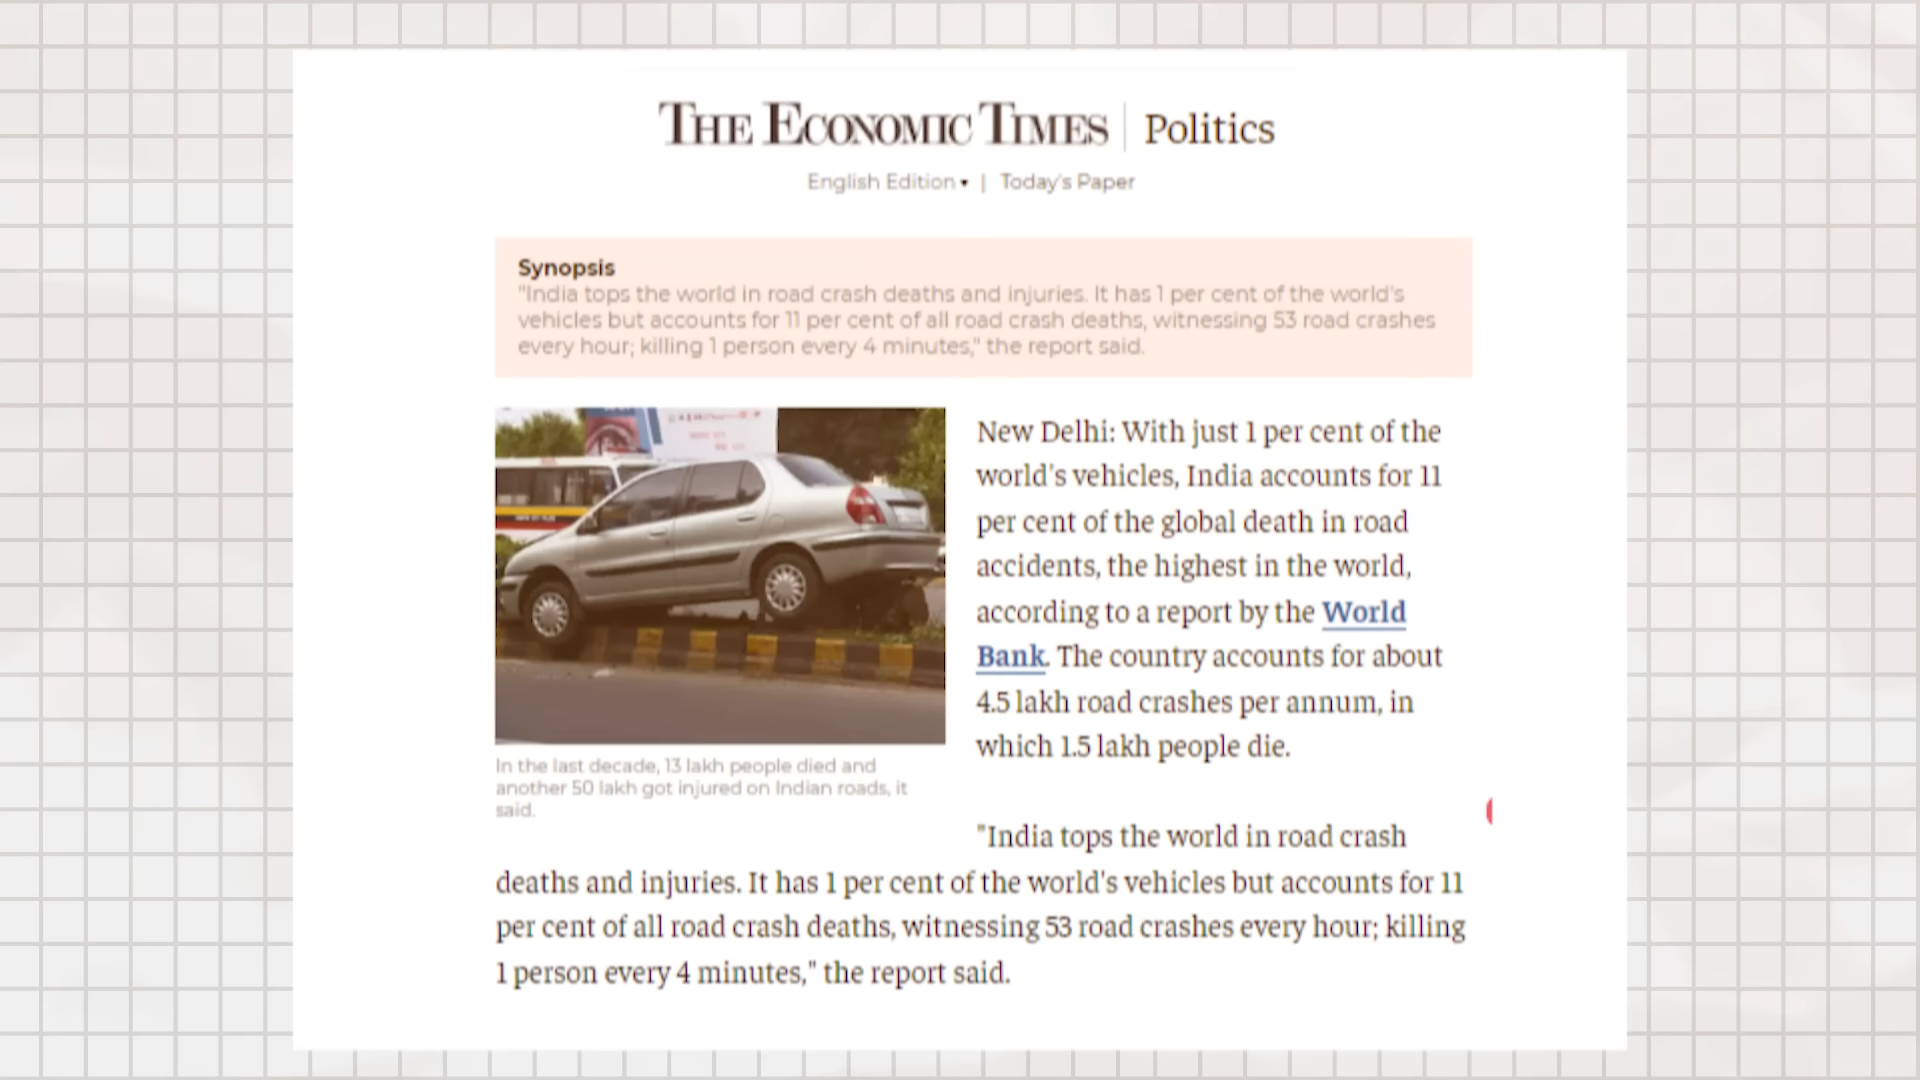 THE ECONOMIC TIMES | Politics
English Edition ▾ | Today's Paper
Synopsis
"India tops the world in road crash deaths and injuries. It has 1 per cent of the world's
vehicles but accounts for 11 per cent of all road crash deaths, witnessing 53 road crashes
every hour; killing 1 person every 4 minutes," the report said.
In the last decade, 13 lakh people died and
another 50 lakh got injured on Indian roads, it
said.
New Delhi: With just 1 per cent of the
world's vehicles, India accounts for 11
per cent of the global death in road
accidents, the highest in the world,
according to a report by the World
Bank. The country accounts for about
4.5 lakh road crashes per annum, in
which 1.5 lakh people die.
"India tops the world in road crash
deaths and injuries. It has 1 per cent of the world's vehicles but accounts for 11
per cent of all road crash deaths, witnessing 53 road crashes every hour; killing
1 person every 4 minutes," the report said.